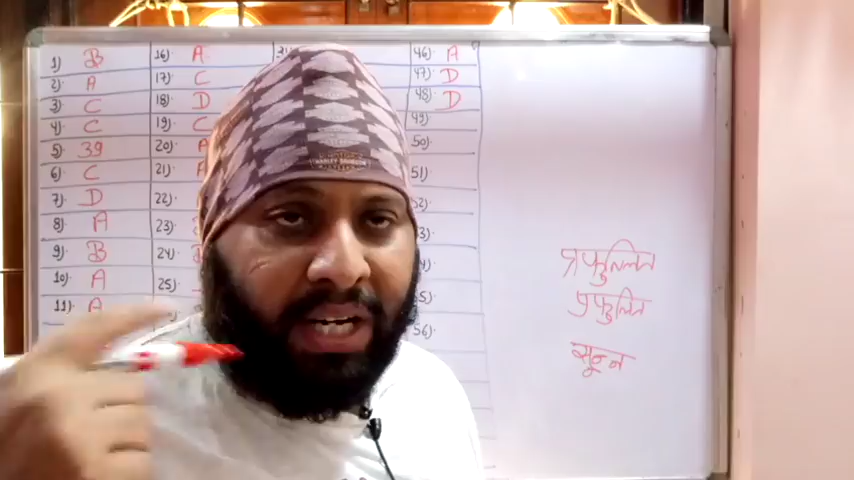 1) B
2) A
3) C
4) C
5) 39
6) C
7) D
8) A
9) B
10) A
11) A
16) A
17) C
18) D
19) C
20) A
21)
22)
23)
24)
25)
46) A
47) D
48) D
49)
50)
51)
56)
प्रफुल्लित
प्रफुलित
सून्न